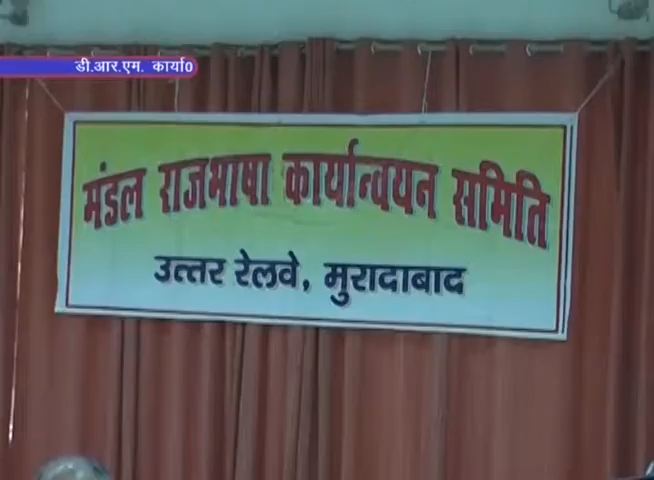 डी.आर.एम. कार्या0
मंडल राजभाषा कार्यान्वयन समिति
उत्तर रेलवे, मुरादाबाद